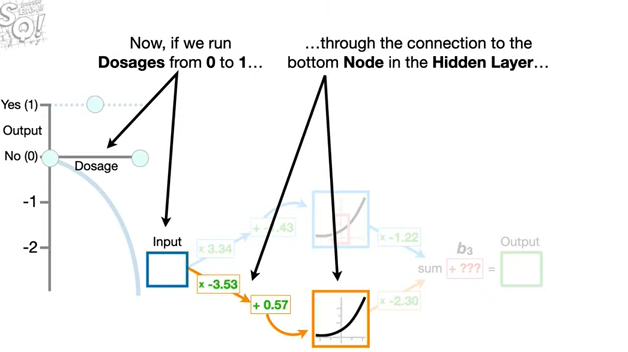 SQ!
Now, if we run
Dosages from 0 to 1…
…through the connection to the
bottom Node in the Hidden Layer…
Yes (1)
Output
No (0)
Dosage
-1
-2
Input
x 3.34
x -1.22
b3
Output
sum + ??? =
x -3.53
+ 0.57
x -2.30